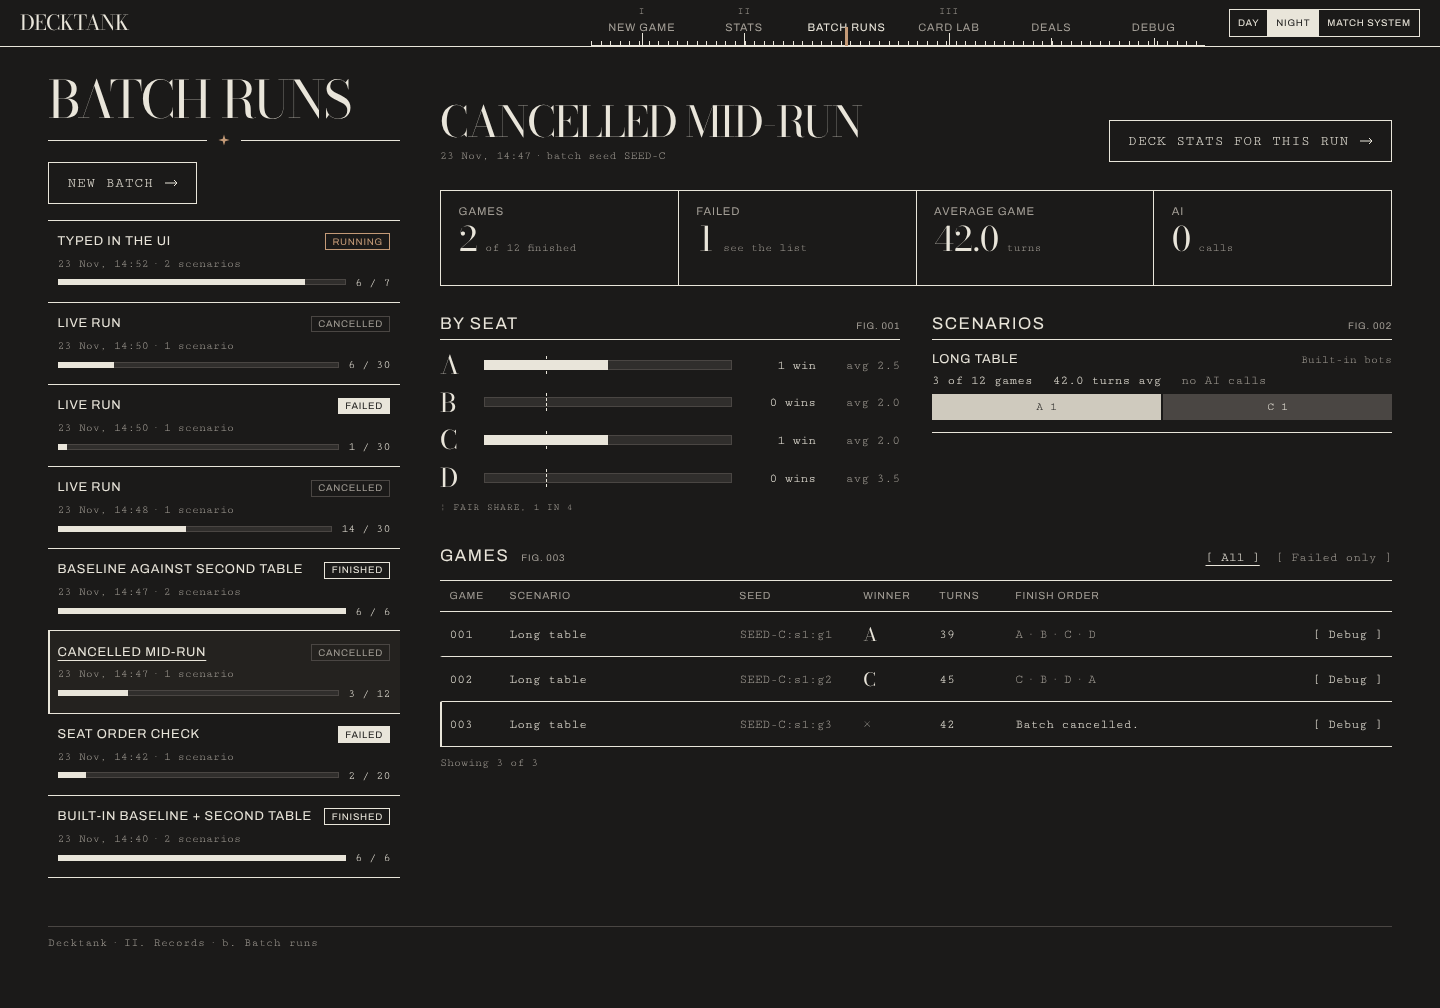 DECKTANK
I
II
III
NEW GAME
STATS
BATCH RUNS
CARD LAB
DEALS
DEBUG
DAY
NIGHT
MATCH SYSTEM
BATCH RUNS
NEW BATCH →
TYPED IN THE UI
RUNNING
23 Nov, 14:52 · 2 scenarios
6 / 7
LIVE RUN
CANCELLED
23 Nov, 14:50 · 1 scenario
6 / 30
LIVE RUN
FAILED
23 Nov, 14:50 · 1 scenario
1 / 30
LIVE RUN
CANCELLED
23 Nov, 14:48 · 1 scenario
14 / 30
BASELINE AGAINST SECOND TABLE
FINISHED
23 Nov, 14:47 · 2 scenarios
6 / 6
CANCELLED MID-RUN
CANCELLED
23 Nov, 14:47 · 1 scenario
3 / 12
SEAT ORDER CHECK
FAILED
23 Nov, 14:42 · 1 scenario
2 / 20
BUILT-IN BASELINE + SECOND TABLE
FINISHED
23 Nov, 14:40 · 2 scenarios
6 / 6
CANCELLED MID-RUN
23 Nov, 14:47 · batch seed SEED-C
DECK STATS FOR THIS RUN →
GAMES
2 of 12 finished
FAILED
1 see the list
AVERAGE GAME
42.0 turns
AI
0 calls
BY SEAT
FIG. 001
A 1 win avg 2.5
B 0 wins avg 2.0
C 1 win avg 2.0
D 0 wins avg 3.5
¦ FAIR SHARE, 1 IN 4
SCENARIOS
FIG. 002
LONG TABLE
Built-in bots
3 of 12 games 42.0 turns avg no AI calls
A 1
C 1
GAMES FIG. 003
[ All ] [ Failed only ]
GAME SCENARIO SEED WINNER TURNS FINISH ORDER
001 Long table SEED-C:s1:g1 A 39 A · B · C · D [ Debug ]
002 Long table SEED-C:s1:g2 C 45 C · B · D · A [ Debug ]
003 Long table SEED-C:s1:g3 × 42 Batch cancelled. [ Debug ]
Showing 3 of 3
Decktank · II. Records · b. Batch runs